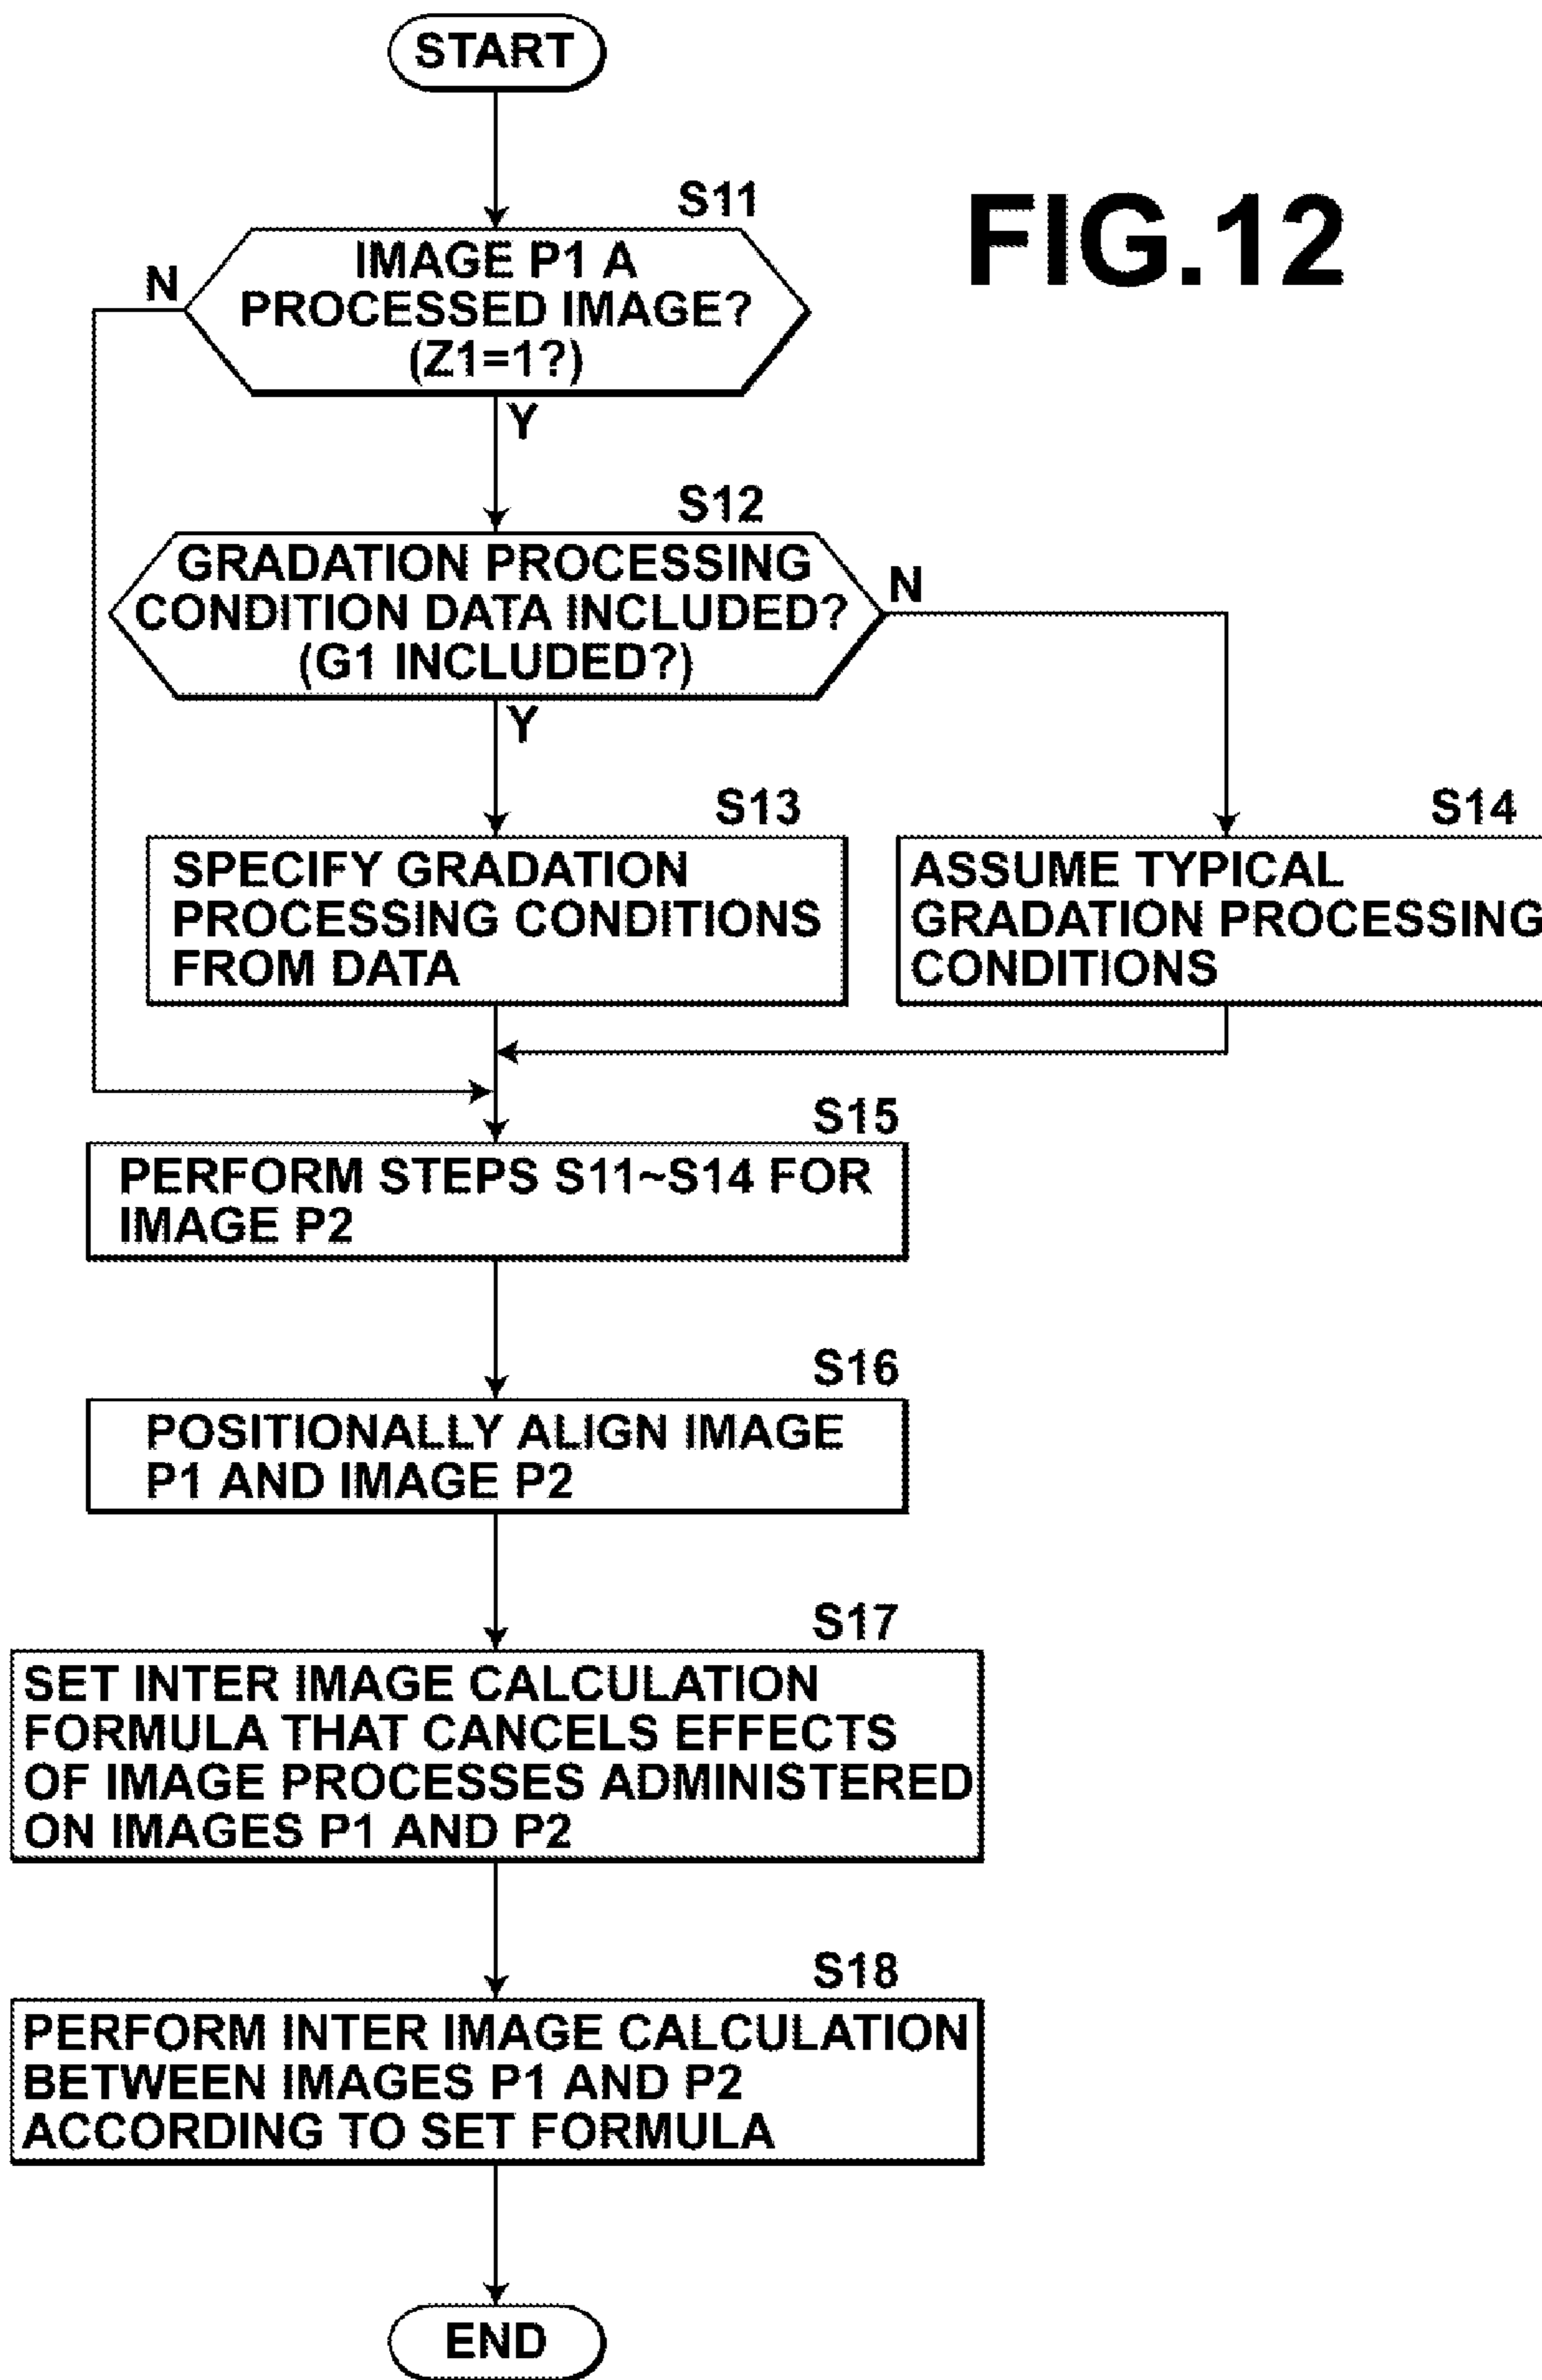 START
FIG.12
S11
IMAGE P1 A
PROCESSED IMAGE?
(Z1=1?)
N
Y
S12
GRADATION PROCESSING
CONDITION DATA INCLUDED?
(G1 INCLUDED?)
N
Y
S13
SPECIFY GRADATION
PROCESSING CONDITIONS
FROM DATA
S14
ASSUME TYPICAL
GRADATION PROCESSING
CONDITIONS
S15
PERFORM STEPS S11~S14 FOR
IMAGE P2
S16
POSITIONALLY ALIGN IMAGE
P1 AND IMAGE P2
S17
SET INTER IMAGE CALCULATION
FORMULA THAT CANCELS EFFECTS
OF IMAGE PROCESSES ADMINISTERED
ON IMAGES P1 AND P2
S18
PERFORM INTER IMAGE CALCULATION
BETWEEN IMAGES P1 AND P2
ACCORDING TO SET FORMULA
END